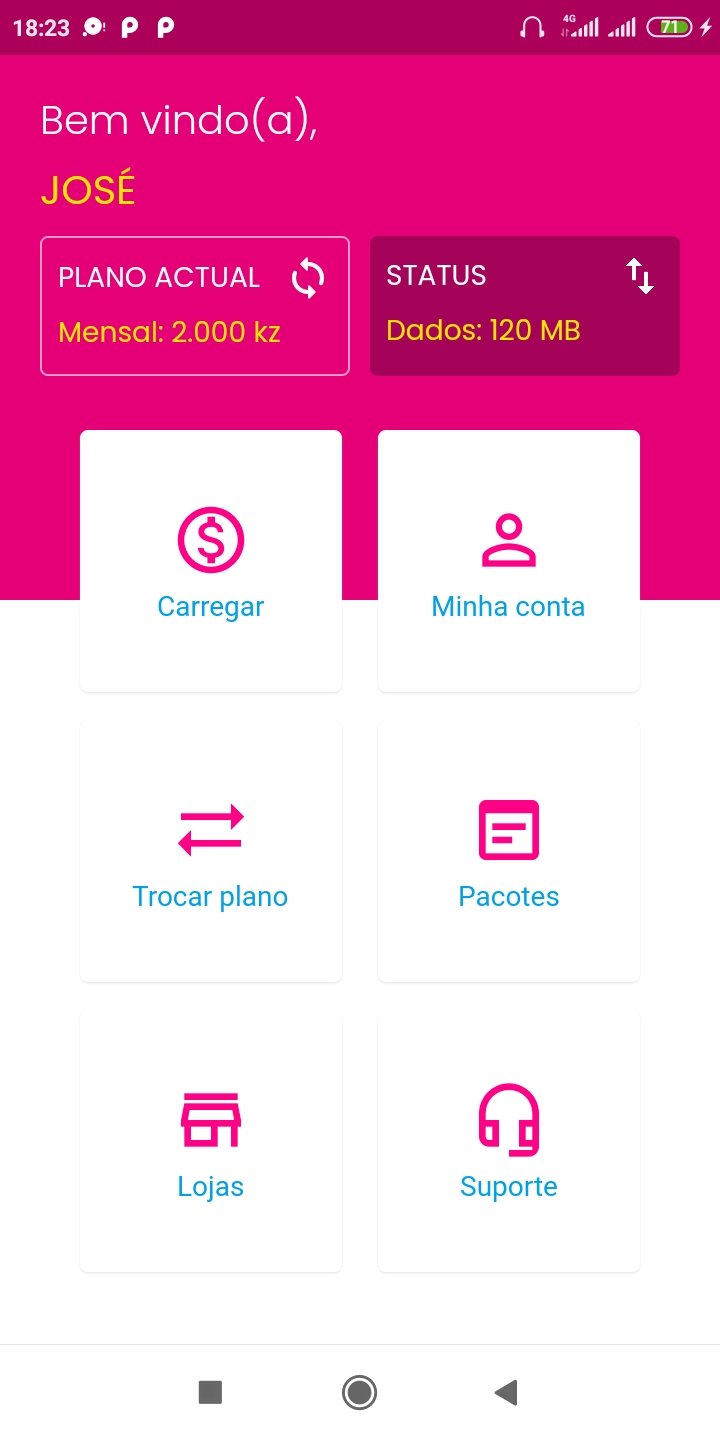 18:23
4G
71
Bem vindo(a),
JOSÉ
PLANO ACTUAL
Mensal: 2.000 kz
STATUS
Dados: 120 MB
Carregar
Minha conta
Trocar plano
Pacotes
Lojas
Suporte